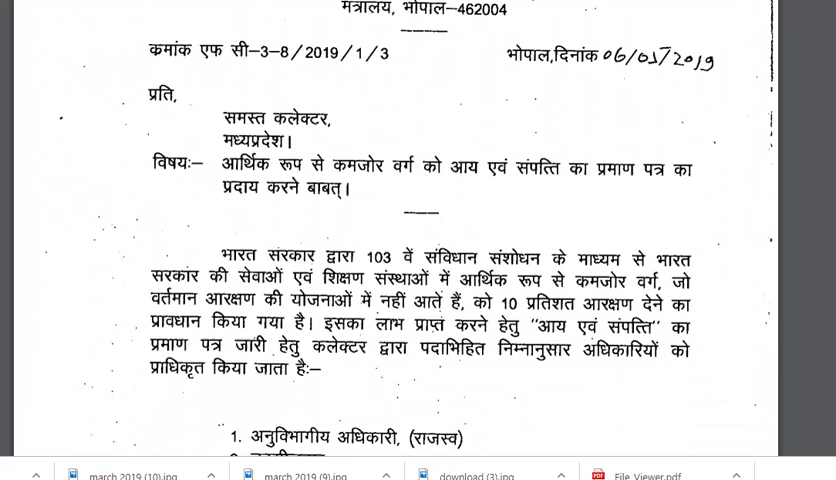 मंत्रालय, भोपाल–462004
क्रमांक एफ सी–3–8/2019/1/3
भोपाल,दिनांक 06/05/2019
प्रति,
समस्त कलेक्टर,
मध्यप्रदेश।
विषयः– आर्थिक रूप से कमजोर वर्ग को आय एवं संपत्ति का प्रमाण पत्र का
प्रदाय करने बाबत्।
भारत सरकार द्वारा 103 वें संविधान संशोधन के माध्यम से भारत
सरकार की सेवाओं एवं शिक्षण संस्थाओं में आर्थिक रूप से कमजोर वर्ग, जो
वर्तमान आरक्षण की योजनाओं में नहीं आते हैं, को 10 प्रतिशत आरक्षण देने का
प्रावधान किया गया है। इसका लाभ प्राप्त करने हेतु "आय एवं संपत्ति" का
प्रमाण पत्र जारी हेतु कलेक्टर द्वारा पदाभिहित निम्नानुसार अधिकारियों को
प्राधिकृत किया जाता हैः–
1. अनुविभागीय अधिकारी, (राजस्व)
march 2019 (10).jpg
march 2019 (9).jpg
download (3).jpg
File Viewer.pdf